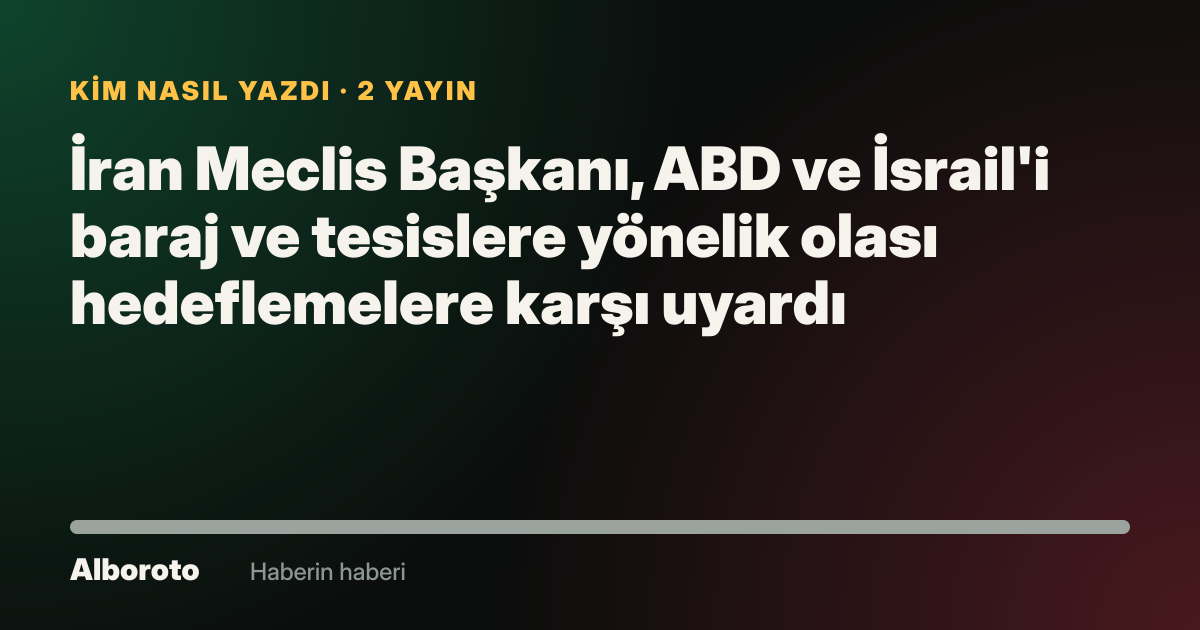 KİM NASIL YAZDI · 2 YAYIN
İran Meclis Başkanı, ABD ve İsrail'i
baraj ve tesislere yönelik olası
hedeflemelere karşı uyardı
Alboroto Haberin haberi